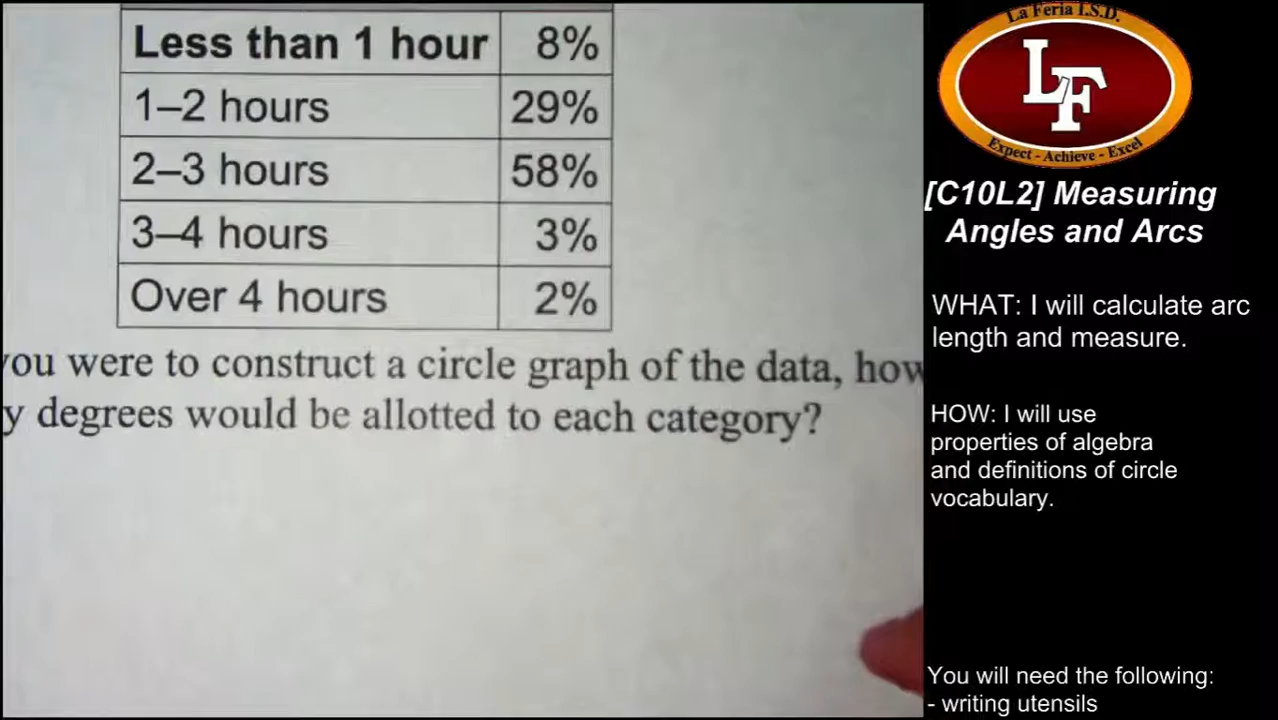 Less than 1 hour 8%
1–2 hours 29%
2–3 hours 58%
3–4 hours 3%
Over 4 hours 2%
you were to construct a circle graph of the data, how
y degrees would be allotted to each category?
La Feria I.S.D.
LF
Expect - Achieve - Excel
[C10L2] Measuring
Angles and Arcs
WHAT: I will calculate arc
length and measure.
HOW: I will use
properties of algebra
and definitions of circle
vocabulary.
You will need the following:
- writing utensils